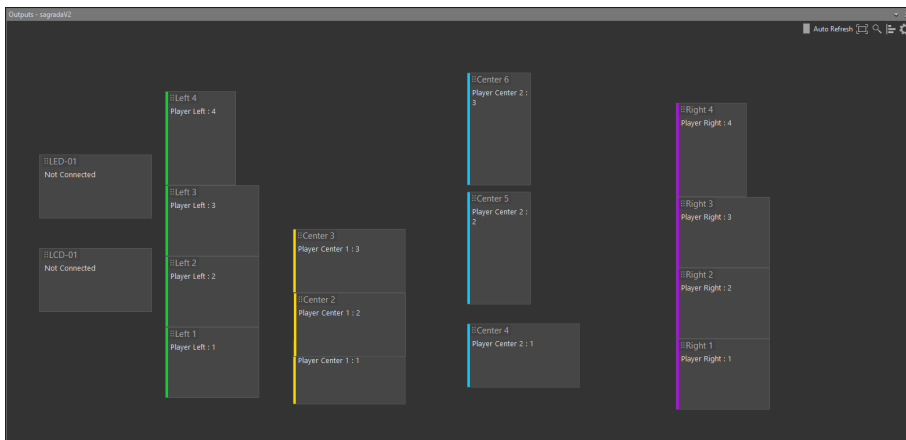 Outputs - sagradaV2
Auto Refresh
Left 4
Player Left : 4
LED-01
Not Connected
Left 3
Player Left : 3
LCD-01
Not Connected
Left 2
Player Left : 2
Left 1
Player Left : 1
Center 3
Player Center 1 : 3
Center 2
Player Center 1 : 2
Player Center 1 : 1
Center 6
Player Center 2 :
3
Center 5
Player Center 2 :
2
Center 4
Player Center 2 : 1
Right 4
Player Right : 4
Right 3
Player Right : 3
Right 2
Player Right : 2
Right 1
Player Right : 1